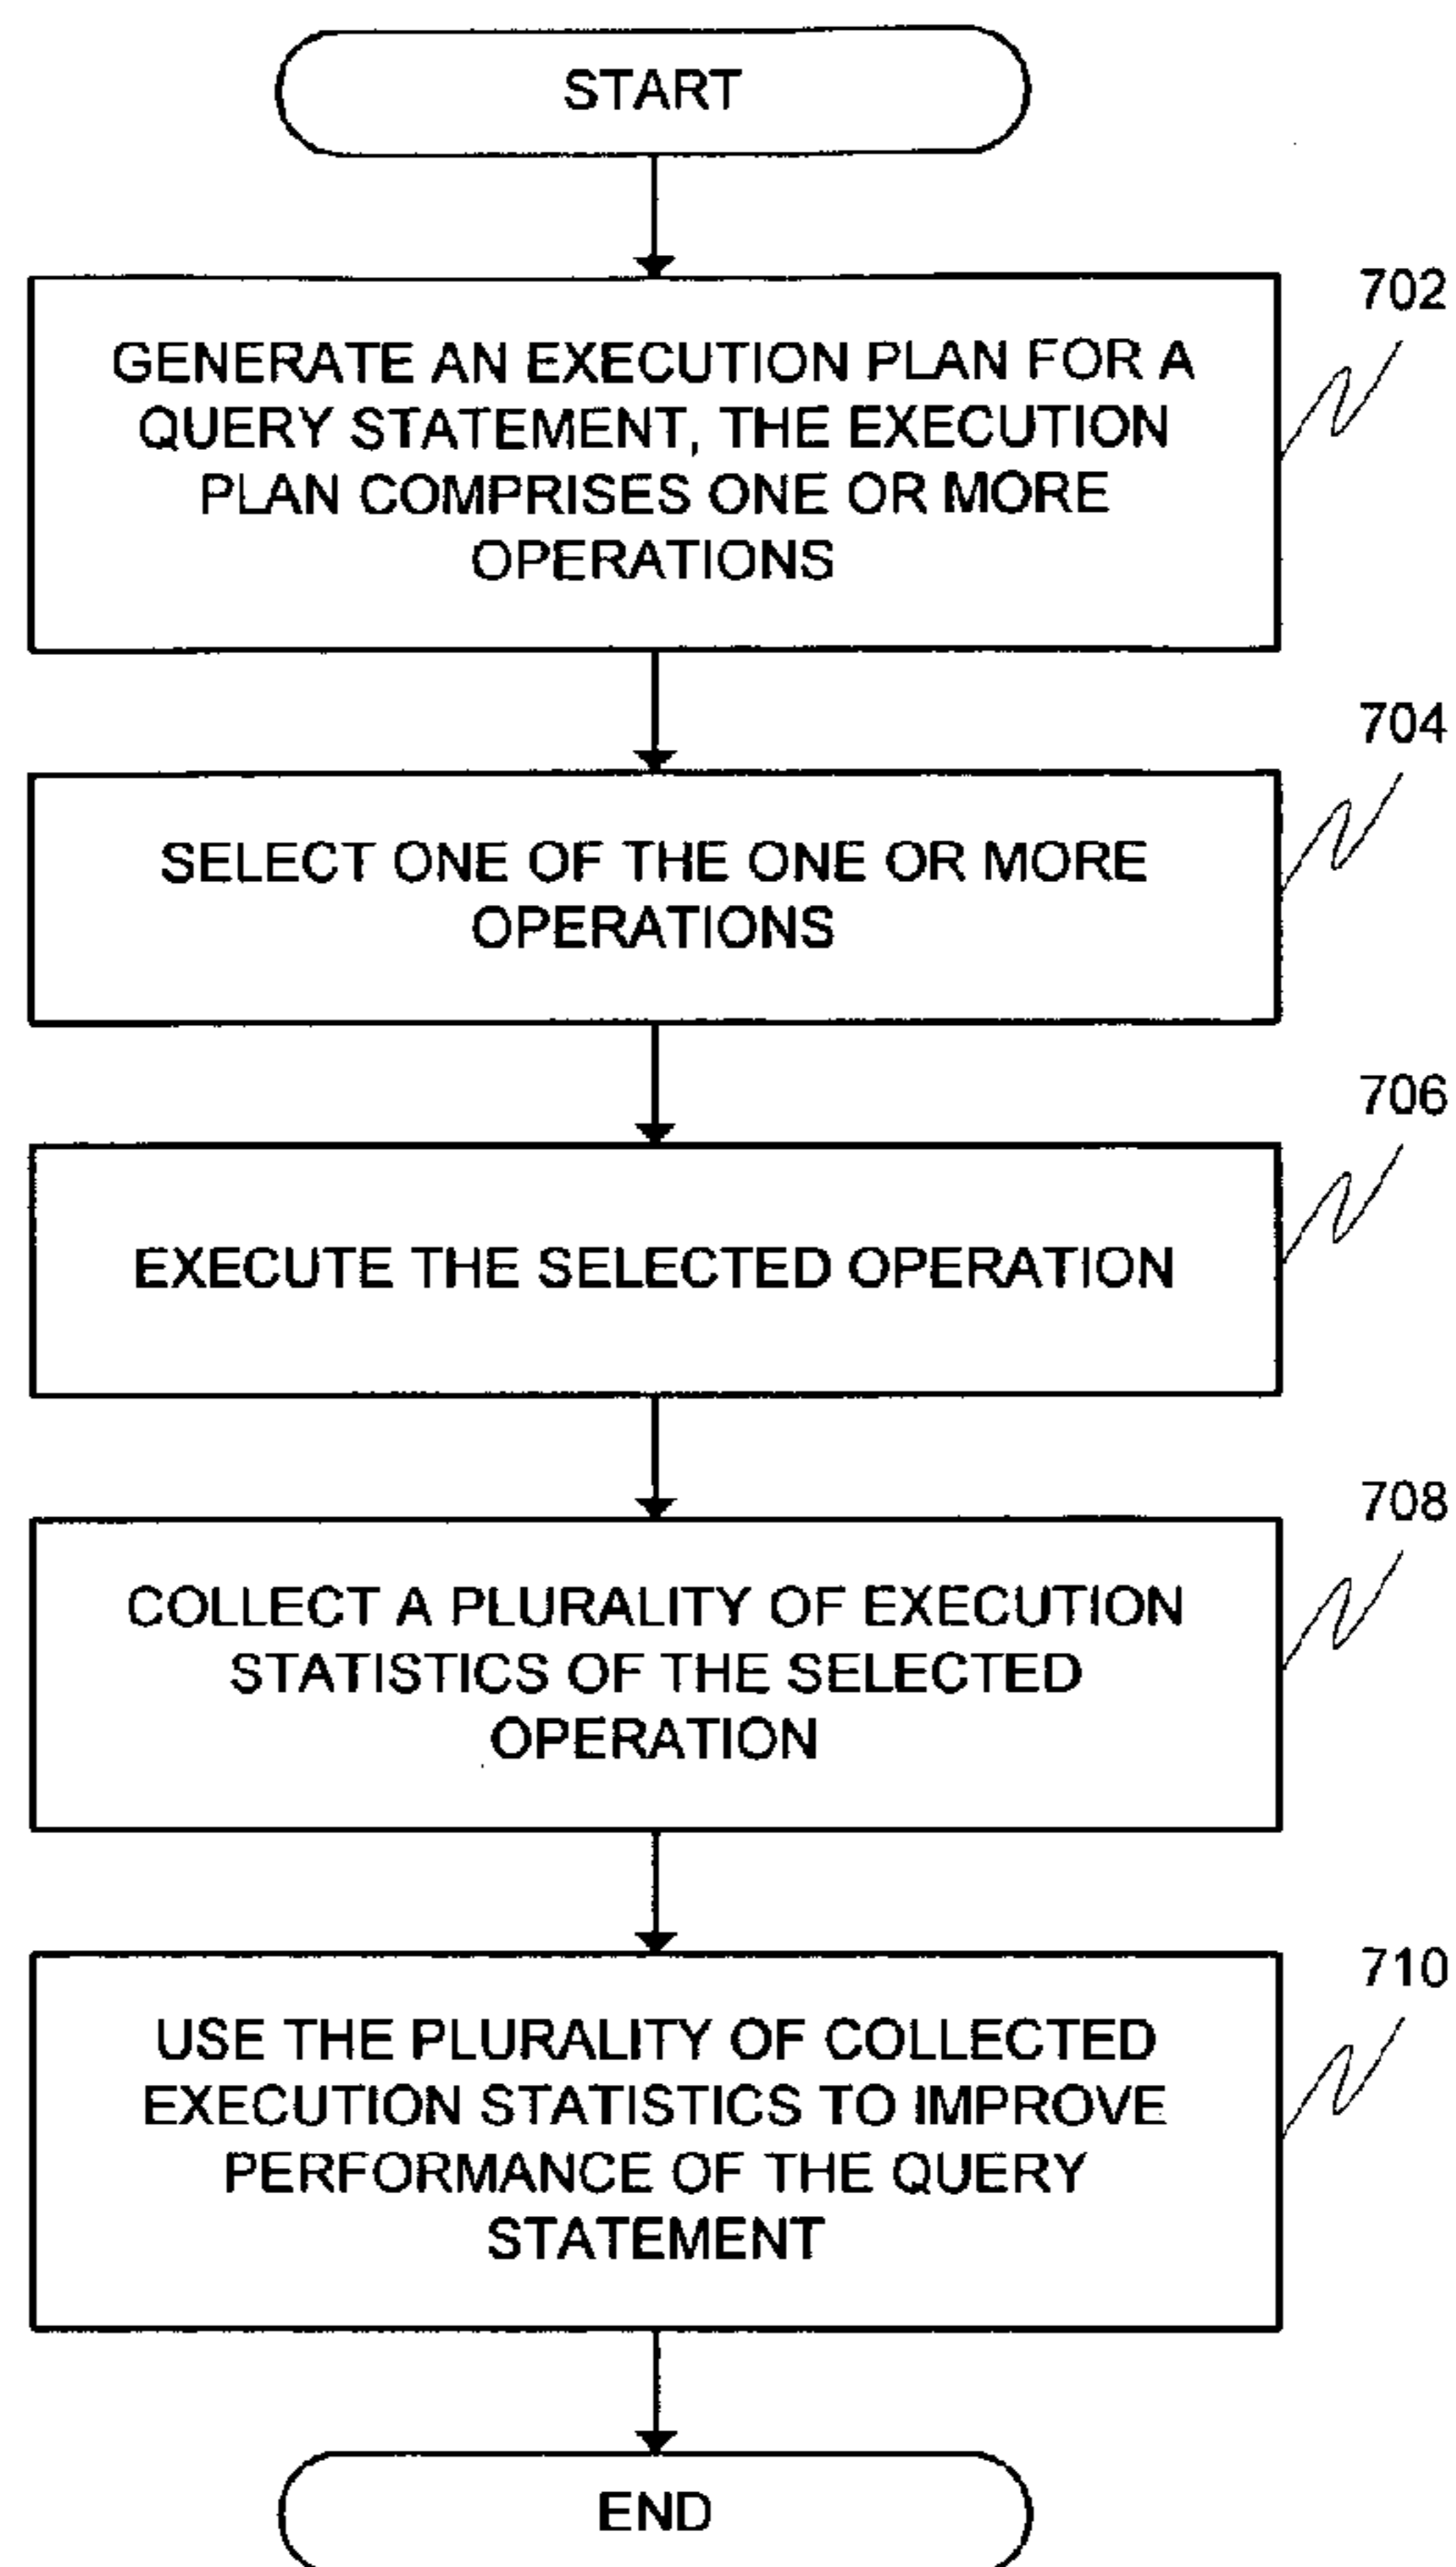 START
702
GENERATE AN EXECUTION PLAN FOR A
QUERY STATEMENT, THE EXECUTION
PLAN COMPRISES ONE OR MORE
OPERATIONS
704
SELECT ONE OF THE ONE OR MORE
OPERATIONS
706
EXECUTE THE SELECTED OPERATION
708
COLLECT A PLURALITY OF EXECUTION
STATISTICS OF THE SELECTED
OPERATION
710
USE THE PLURALITY OF COLLECTED
EXECUTION STATISTICS TO IMPROVE
PERFORMANCE OF THE QUERY
STATEMENT
END